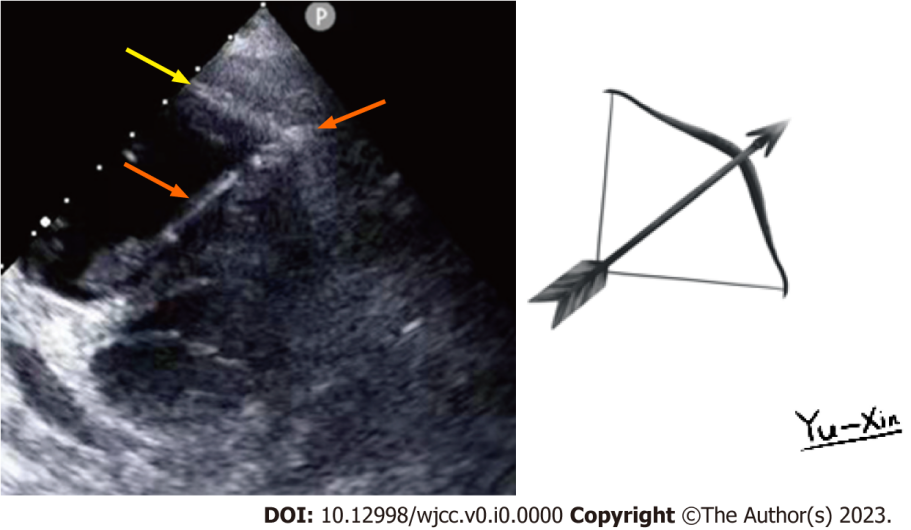 P
Yu-Xin
DOI: 10.12998/wjcc.v0.i0.0000 Copyright ©The Author(s) 2023.